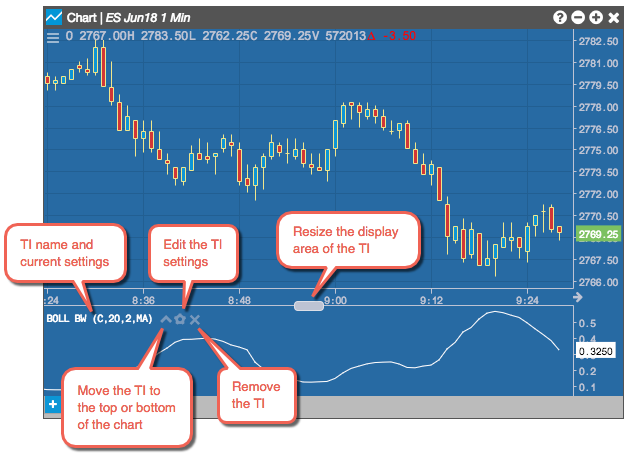 Chart | ES Jun18 1 Min
O 2767.00H 2783.50L 2762.25C 2769.25V 572013 -3.50
2782.50
2781.00
2779.50
2778.00
2776.50
2775.00
2773.50
2772.00
2770.50
2769.25
2767.50
2766.00
TI name and
current settings
Edit the TI
settings
Resize the display
area of the TI
:24 8:36 8:48 9:00 9:12 9:24
BOLL BW (C,20,2,MA)
0.5
0.3250
0.2
0.1
Move the TI to
the top or bottom
of the chart
Remove
the TI